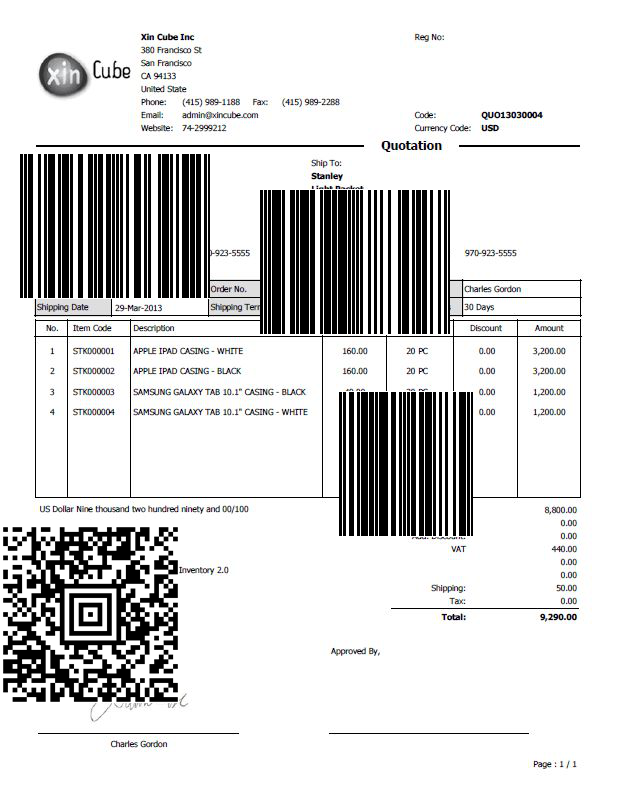 Xin Cube Inc
Reg No:
380 Francisco St
San Francisco
xin Cube
CA 94133
United State
Phone: (415) 989-1188 Fax: (415) 989-2288
Email: admin@xincube.com
Code: QUO13030004
Website: 74-2999212
Currency Code: USD
Quotation
Ship To:
Stanley
-923-5555
970-923-5555
Order No.
Charles Gordon
Shipping Date 29-Mar-2013 Shipping Ter
30 Days
No. Item Code Description Discount Amount
1 STK000001 APPLE IPAD CASING - WHITE 160.00 20 PC 0.00 3,200.00
2 STK000002 APPLE IPAD CASING - BLACK 160.00 20 PC 0.00 3,200.00
3 STK000003 SAMSUNG GALAXY TAB 10.1" CASING - BLACK 0.00 1,200.00
4 STK000004 SAMSUNG GALAXY TAB 10.1" CASING - WHITE 0.00 1,200.00
US Dollar Nine thousand two hundred ninety and 00/100
8,800.00
0.00
0.00
VAT 440.00
0.00
Inventory 2.0
0.00
Shipping: 50.00
Tax: 0.00
Total: 9,290.00
Approved By,
Charles Gordon
Page : 1 / 1